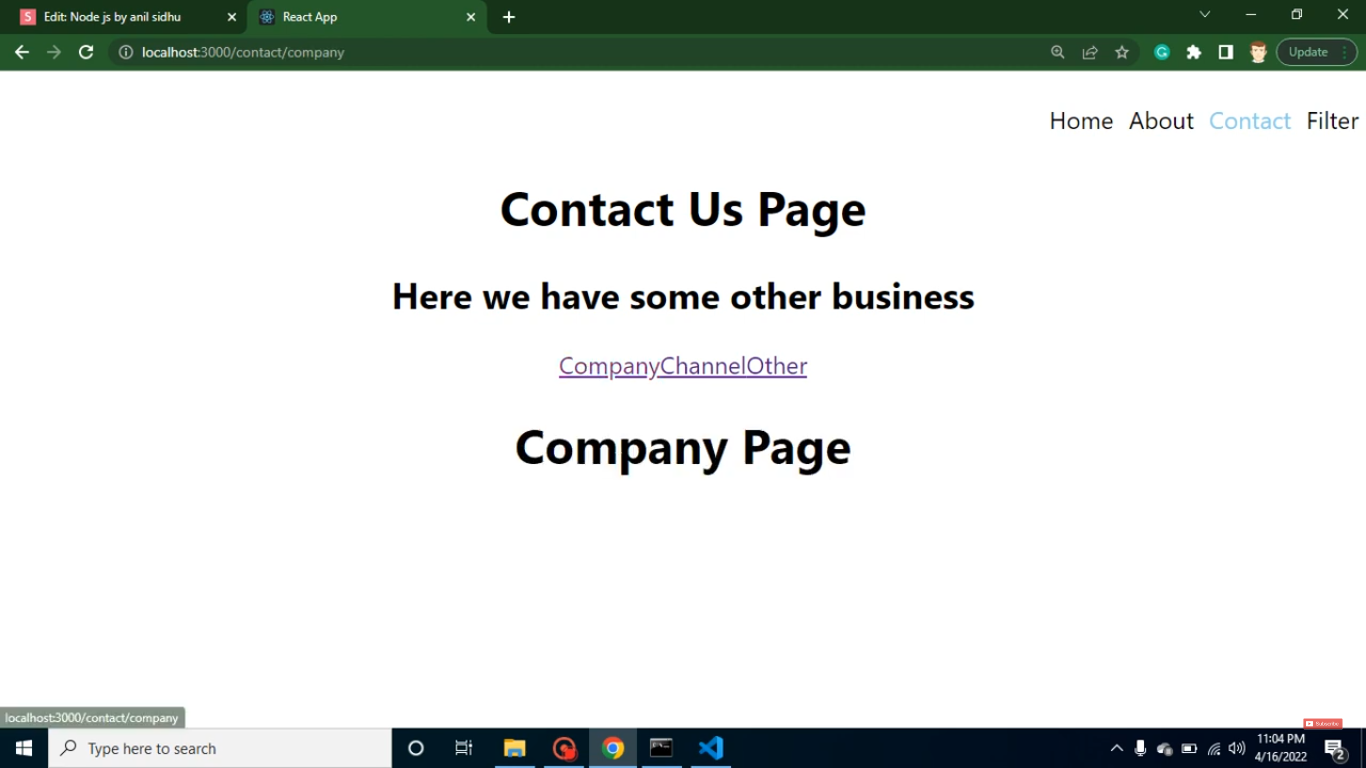 Edit: Node js by anil sidhu
React App
localhost:3000/contact/company
Update
Home About Contact Filter
Contact Us Page
Here we have some other business
CompanyChannelOther
Company Page
localhost:3000/contact/company
Subscribe
Type here to search
11:04 PM
4/16/2022
2